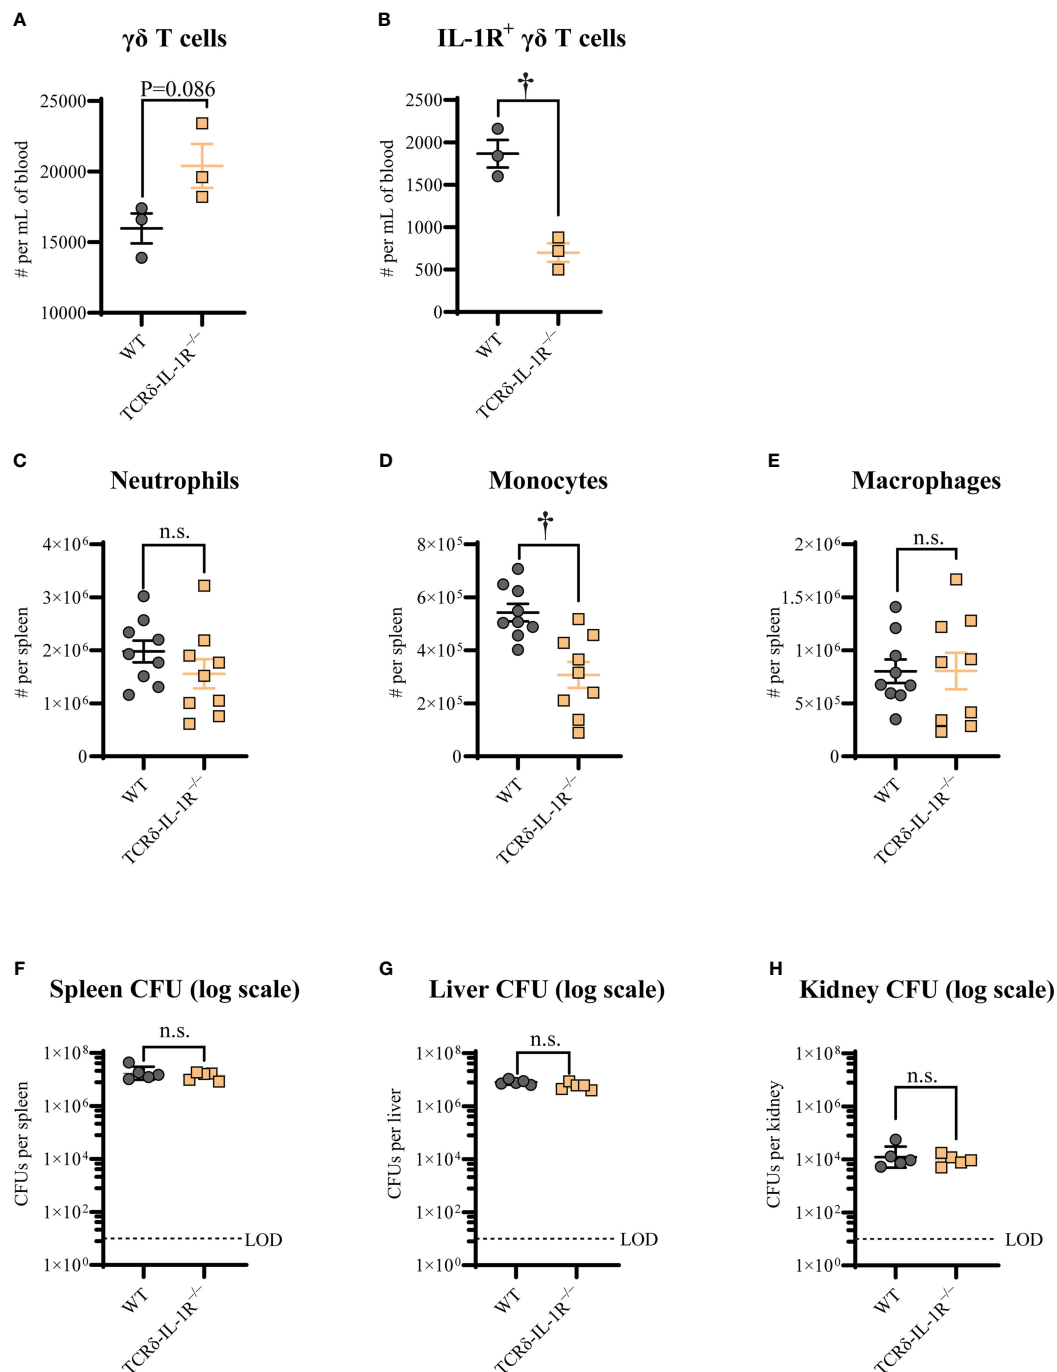 A
γδ T cells
P=0.086
# per mL of blood
25000
20000
15000
10000
WT
TCRδ-IL-1R⁻/⁻
B
IL-1R⁺ γδ T cells
†
# per mL of blood
2500
2000
1500
1000
500
0
WT
TCRδ-IL-1R⁻/⁻
C
Neutrophils
n.s.
# per spleen
4×10⁶
3×10⁶
2×10⁶
1×10⁶
0
WT
TCRδ-IL-1R⁻/⁻
D
Monocytes
†
# per spleen
8×10⁵
6×10⁵
4×10⁵
2×10⁵
0
WT
TCRδ-IL-1R⁻/⁻
E
Macrophages
n.s.
# per spleen
2×10⁶
1.5×10⁶
1×10⁶
5×10⁵
0
WT
TCRδ-IL-1R⁻/⁻
F
Spleen CFU (log scale)
n.s.
CFUs per spleen
1×10⁸
1×10⁶
1×10⁴
1×10²
1×10⁰
LOD
WT
TCRδ-IL-1R⁻/⁻
G
Liver CFU (log scale)
n.s.
CFUs per liver
1×10⁸
1×10⁶
1×10⁴
1×10²
1×10⁰
LOD
WT
TCRδ-IL-1R⁻/⁻
H
Kidney CFU (log scale)
n.s.
CFUs per kidney
1×10⁸
1×10⁶
1×10⁴
1×10²
1×10⁰
LOD
WT
TCRδ-IL-1R⁻/⁻